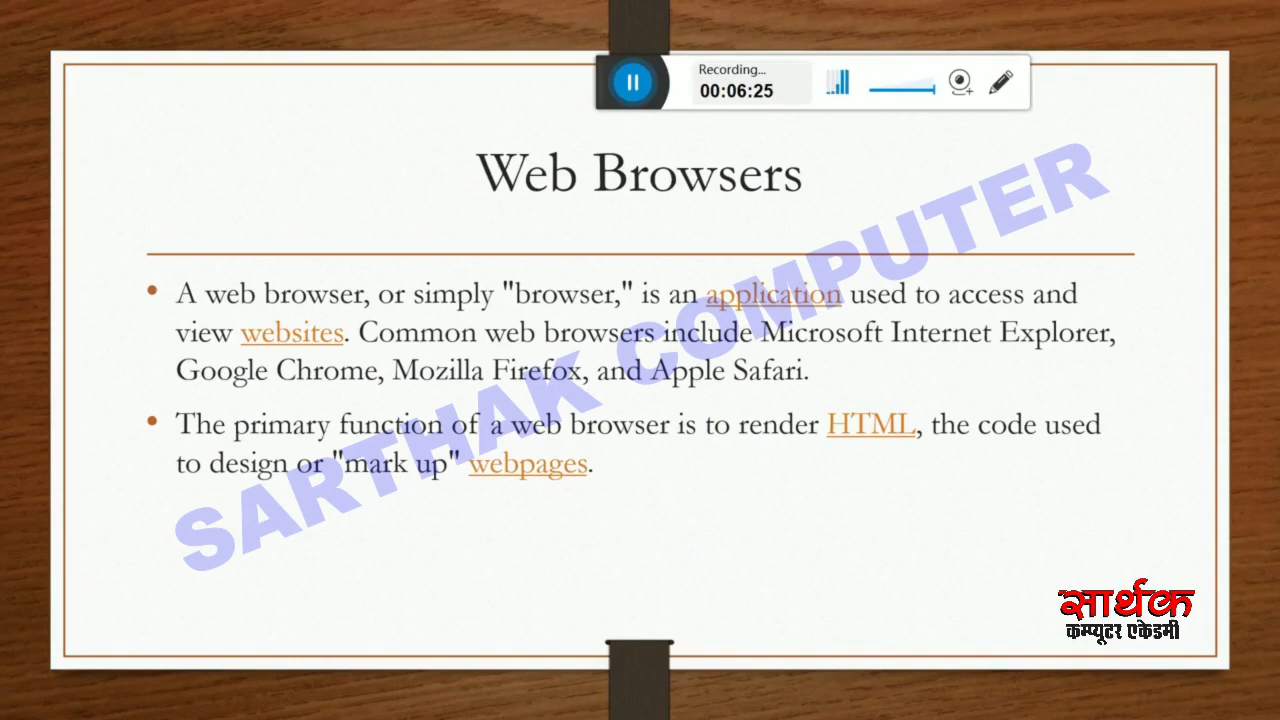 Recording...
00:06:25
Web Browsers
• A web browser, or simply "browser," is an application used to access and
view websites. Common web browsers include Microsoft Internet Explorer,
Google Chrome, Mozilla Firefox, and Apple Safari.
• The primary function of a web browser is to render HTML, the code used
to design or "mark up" webpages.
SARTHAK COMPUTER
सार्थक
कम्प्यूटर एकेडमी